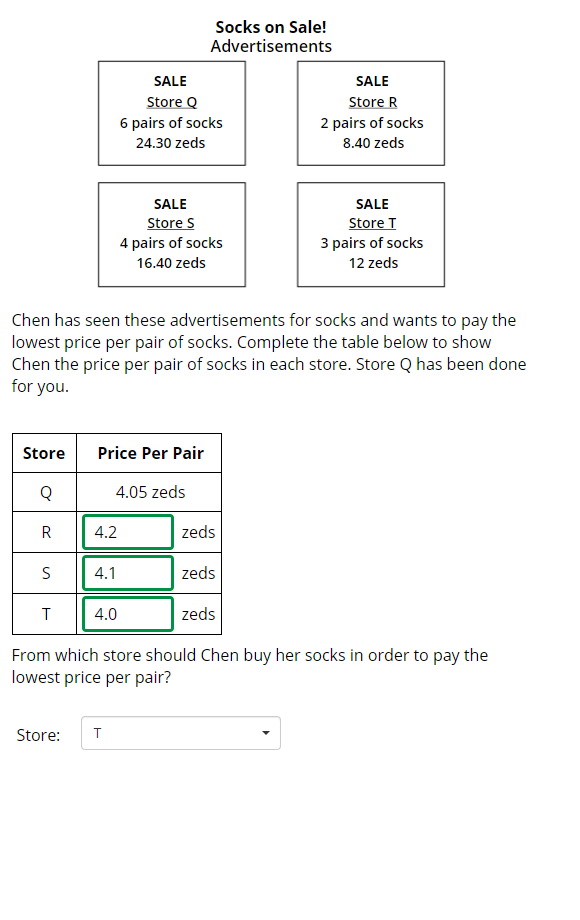 Socks on Sale!
Advertisements
SALE
Store Q
6 pairs of socks
24.30 zeds
SALE
Store R
2 pairs of socks
8.40 zeds
SALE
Store S
4 pairs of socks
16.40 zeds
SALE
Store T
3 pairs of socks
12 zeds
Chen has seen these advertisements for socks and wants to pay the
lowest price per pair of socks. Complete the table below to show
Chen the price per pair of socks in each store. Store Q has been done
for you.
Store Price Per Pair
Q 4.05 zeds
R 4.2 zeds
S 4.1 zeds
T 4.0 zeds
From which store should Chen buy her socks in order to pay the
lowest price per pair?
Store: T